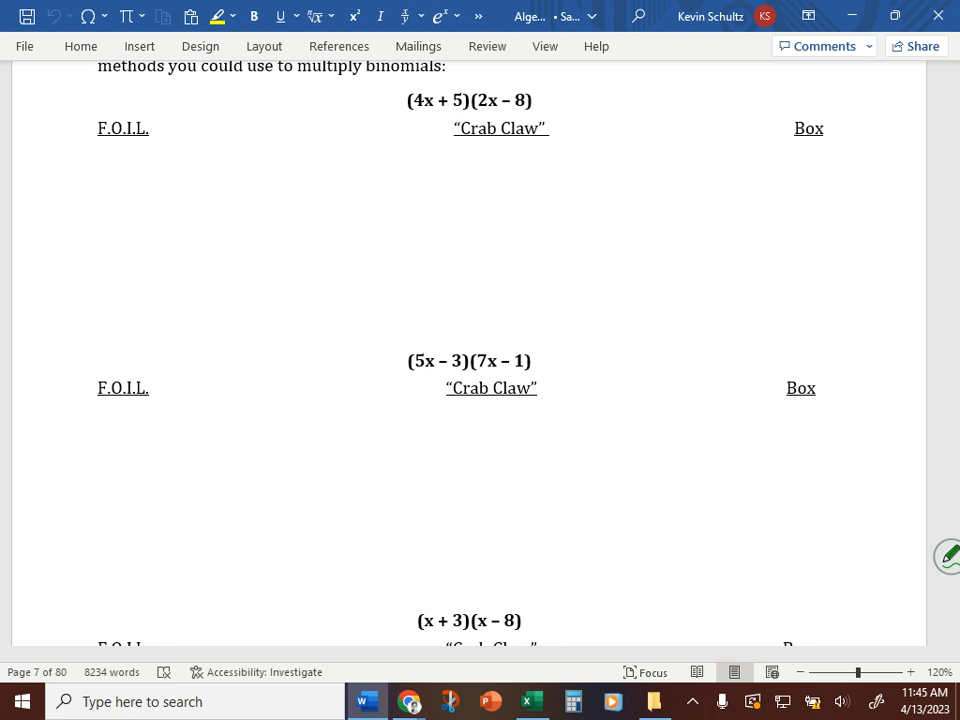 Alge... • Sa...
Kevin Schultz
KS
File Home Insert Design Layout References Mailings Review View Help Comments Share
methods you could use to multiply binomials:
(4x + 5)(2x – 8)
F.O.I.L. “Crab Claw” Box
(5x – 3)(7x – 1)
F.O.I.L. “Crab Claw” Box
(x + 3)(x – 8)
F.O.I.L. “Crab Claw”
Page 7 of 80 8234 words Accessibility: Investigate Focus 120%
Type here to search
11:45 AM
4/13/2023